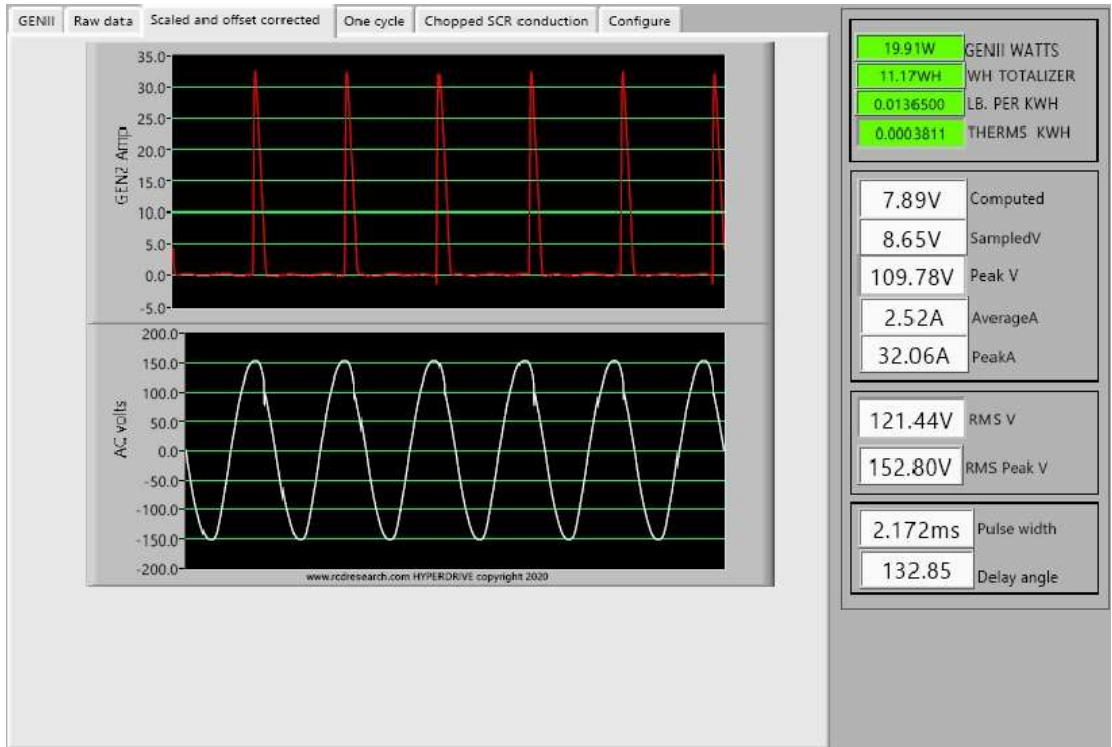 GENII Raw data Scaled and offset corrected One cycle Chopped SCR conduction Configure
35.0
30.0
25.0
20.0
15.0
10.0
5.0
0.0
-5.0
GEN2 Amp
200.0
150.0
100.0
50.0
0.0
-50.0
-100.0
-150.0
-200.0
AC volts
www.rcdresearch.com HYPERDRIVE copyright 2020
19.91W GENII WATTS
11.17WH WH TOTALIZER
0.0136500 LB. PER KWH
0.0003811 THERMS KWH
7.89V Computed
8.65V SampledV
109.78V Peak V
2.52A AverageA
32.06A PeakA
121.44V RMS V
152.80V RMS Peak V
2.172ms Pulse width
132.85 Delay angle